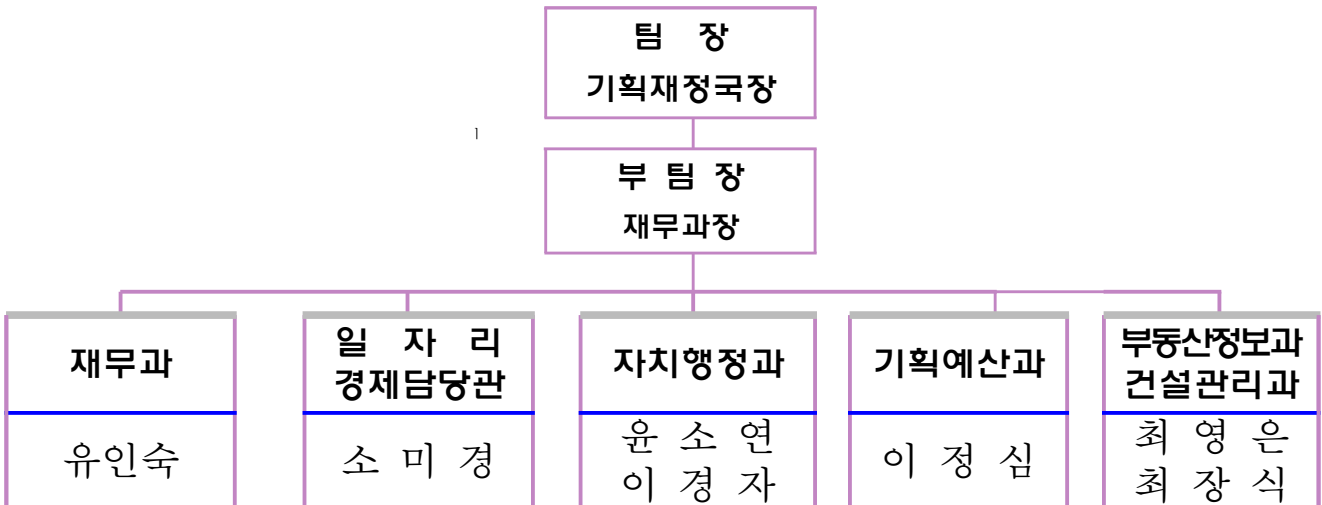 팀 장
기획재정국장
1
부 팀 장
재무과장
재무과
일 자 리
경제담당관
자치행정과
기획예산과
부동산정보과
건설관리과
유인숙
소 미 경
윤 소 연
이 경 자
이 정 심
최 영 은
최 장 식